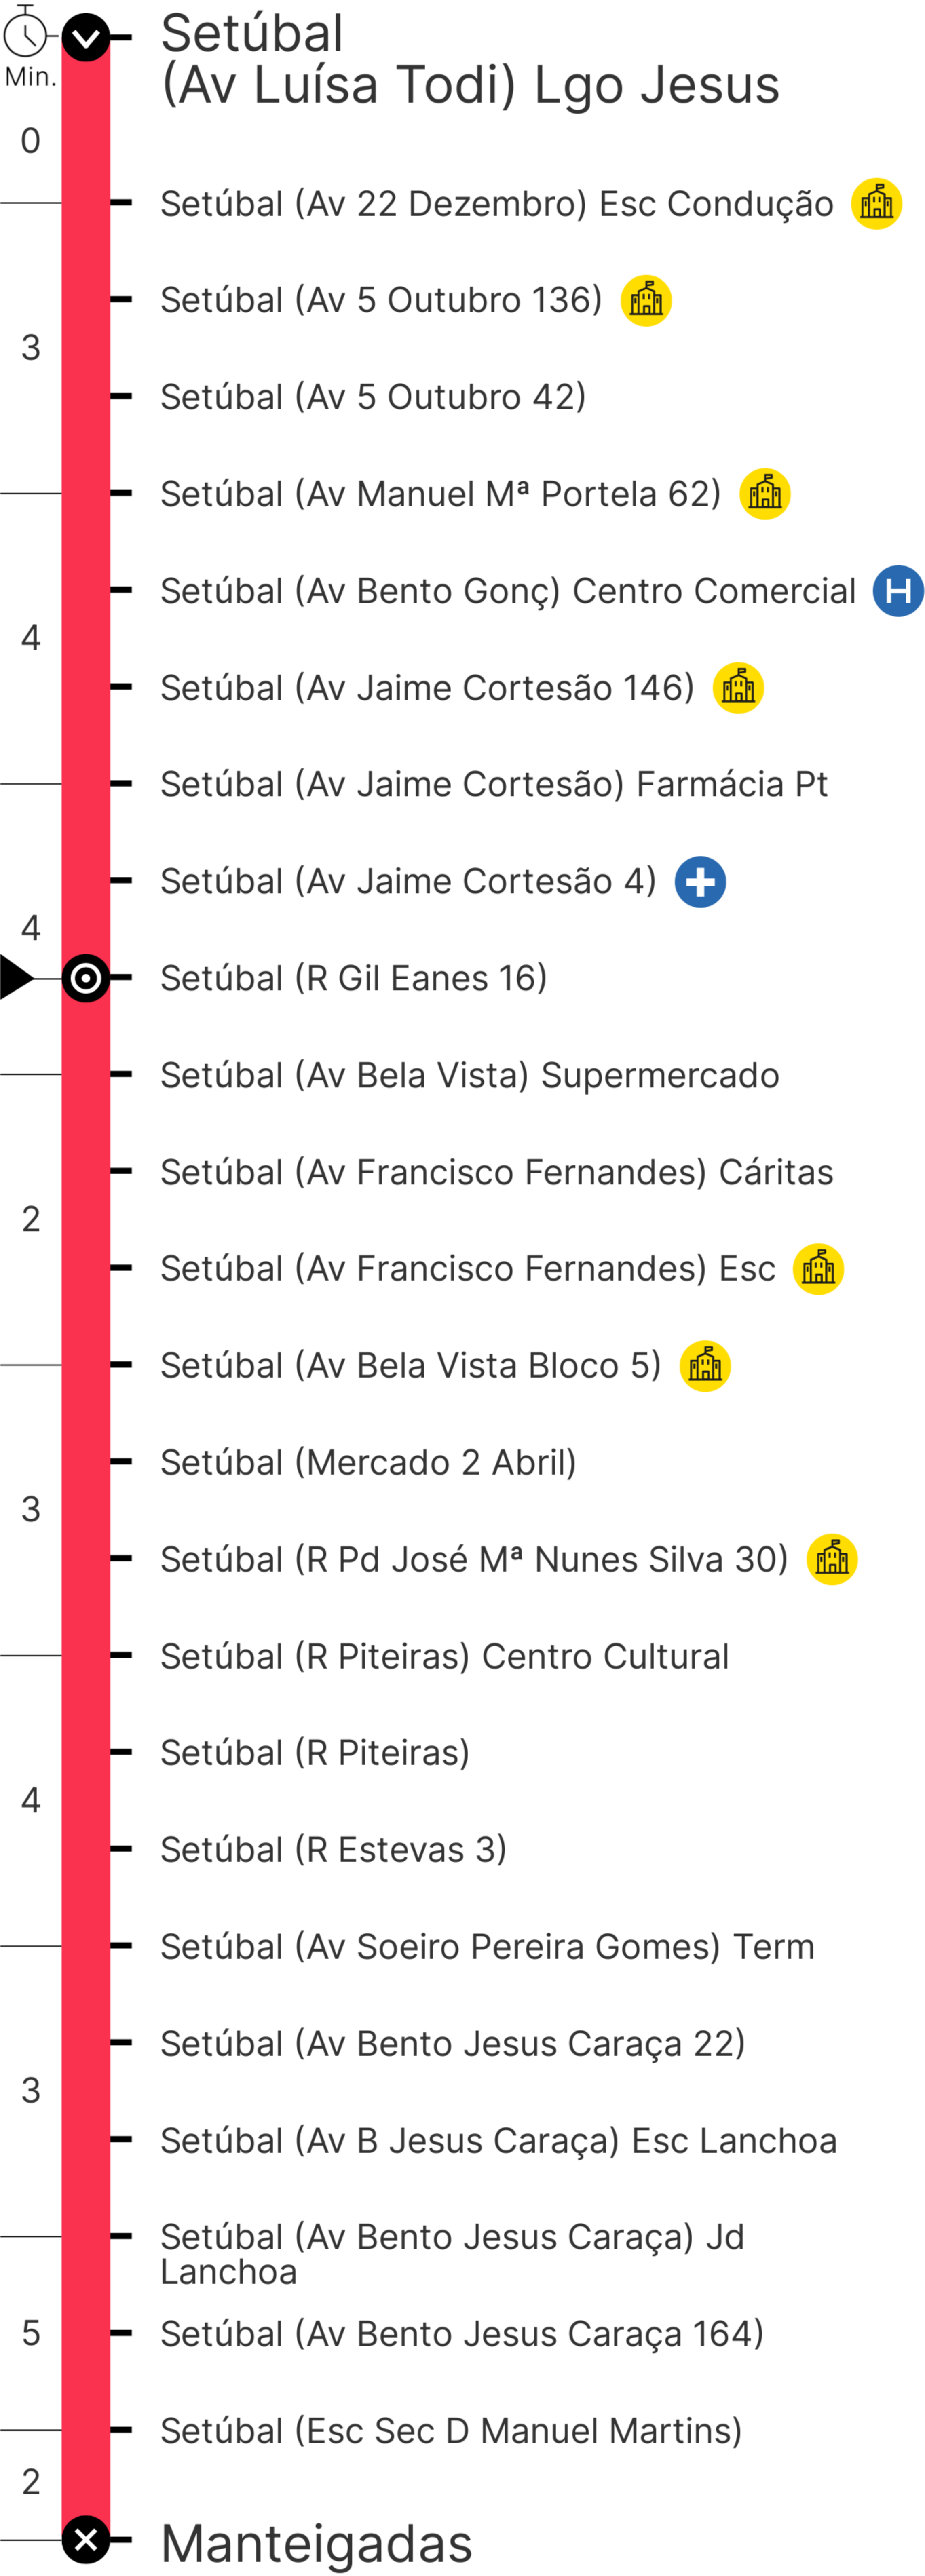 Setúbal
Min.
(Av Luísa Todi) Lgo Jesus
0
Setúbal (Av 22 Dezembro) Esc Condução
Setúbal (Av 5 Outubro 136)
3
Setúbal (Av 5 Outubro 42)
Setúbal (Av Manuel Mª Portela 62)
Setúbal (Av Bento Gonç) Centro Comercial H
4
Setúbal (Av Jaime Cortesão 146)
Setúbal (Av Jaime Cortesão) Farmácia Pt
Setúbal (Av Jaime Cortesão 4)
4
Setúbal (R Gil Eanes 16)
Setúbal (Av Bela Vista) Supermercado
Setúbal (Av Francisco Fernandes) Cáritas
2
Setúbal (Av Francisco Fernandes) Esc
Setúbal (Av Bela Vista Bloco 5)
Setúbal (Mercado 2 Abril)
3
Setúbal (R Pd José Mª Nunes Silva 30)
Setúbal (R Piteiras) Centro Cultural
Setúbal (R Piteiras)
4
Setúbal (R Estevas 3)
Setúbal (Av Soeiro Pereira Gomes) Term
Setúbal (Av Bento Jesus Caraça 22)
3
Setúbal (Av B Jesus Caraça) Esc Lanchoa
Setúbal (Av Bento Jesus Caraça) Jd
Lanchoa
5
Setúbal (Av Bento Jesus Caraça 164)
Setúbal (Esc Sec D Manuel Martins)
2
Manteigadas